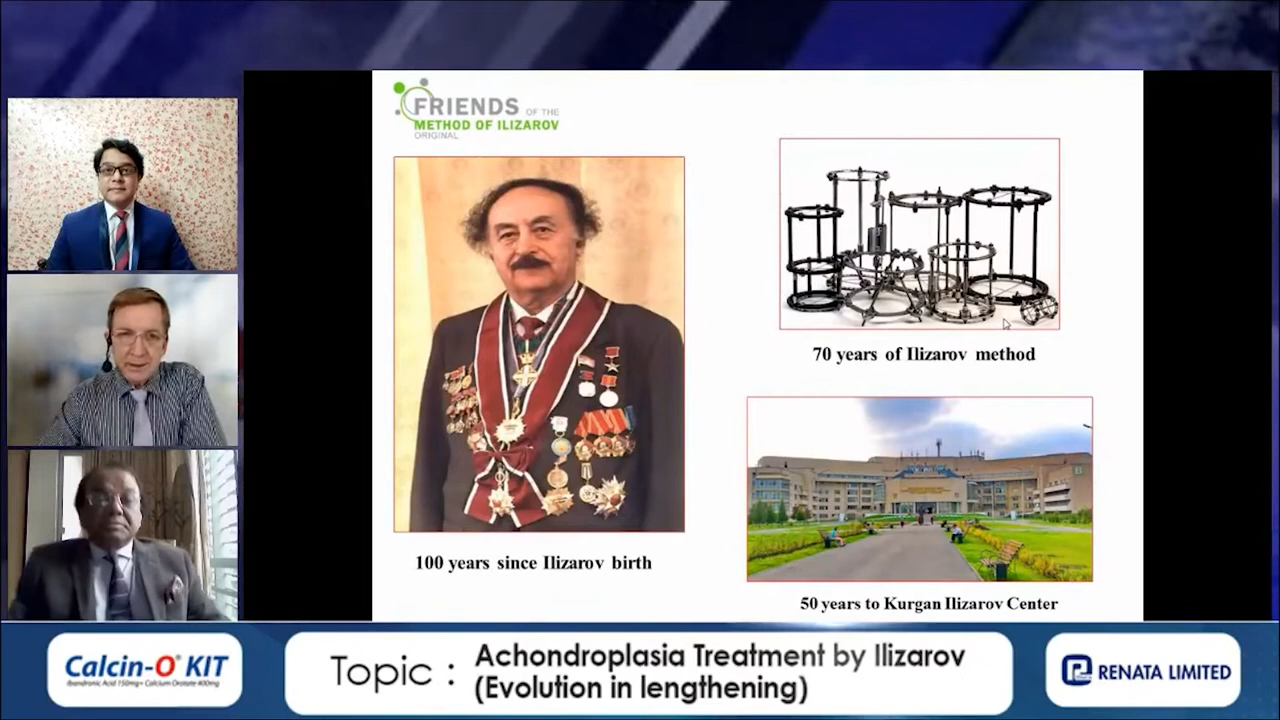 FRIENDS OF THE
METHOD OF ILIZAROV
ORIGINAL
70 years of Ilizarov method
100 years since Ilizarov birth
50 years to Kurgan Ilizarov Center
Calcin-O® KIT
Ibandronic Acid 150mg+ Calcium Orotate 400mg
Topic :
Achondroplasia Treatment by Ilizarov
(Evolution in lengthening)
RENATA LIMITED